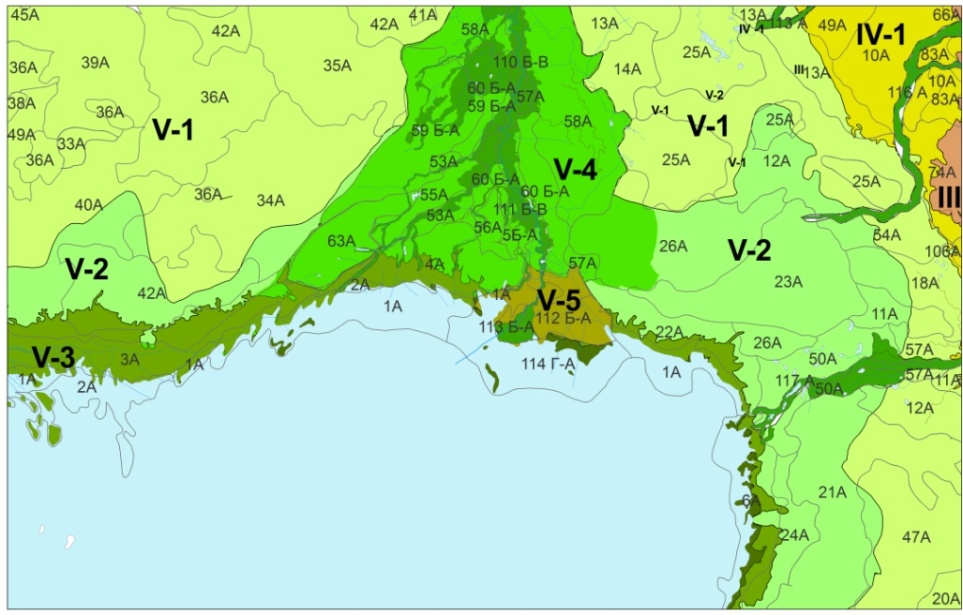 45A
42A
41A
42A
58A
13A
13A
113 A
49A
66A
IV-1
IV-1
36A
39A
35A
110 Б-В
14A
25A
III
13A
10A
83A
10A
38A
36A
36A
60 Б-А
57A
59 Б-А
116 A
83A
V-2
V-1
V-1
V-1
49A
33A
36A
59 Б-А
58A
25A
53A
V-4
25A
V-1
12A
74A
60 Б-А
60 Б-А
25A
III
40A
36A
34A
55A
53A
111 Б-В
56A
5Б-А
54A
63A
26A
V-2
106A
V-2
4A
57A
23A
18A
42A
2A
1A
1A
V-5
113 Б-А
112 Б-А
22A
11A
26A
V-3
3A
1A
114 Г-А
1A
50A
57A
1A
2A
117 A
50A
57A
11A
12A
6A
21A
24A
47A
20A